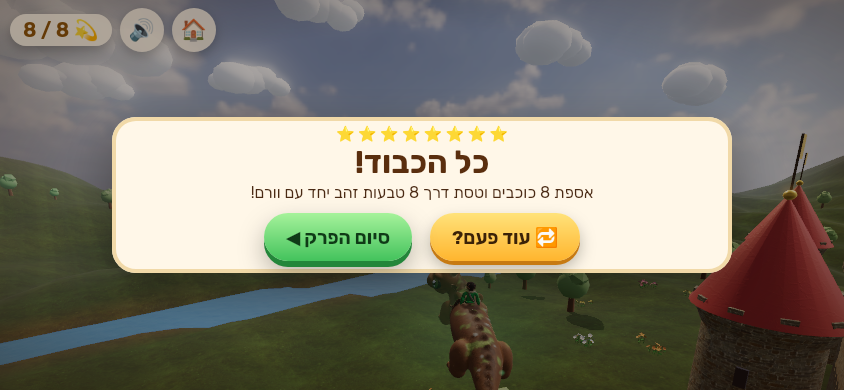 8 / 8
כל הכבוד!
אספת 8 כוכבים וטסת דרך 8 טבעות זהב יחד עם וורם!
עוד פעם?
סיום הפרק ◀